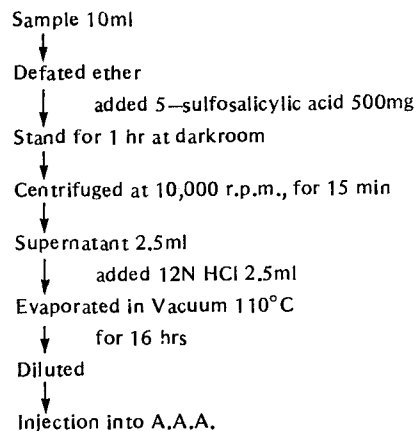 Sample 10ml
Defated ether
added 5–sulfosalicylic acid 500mg
Stand for 1 hr at darkroom
Centrifuged at 10,000 r.p.m., for 15 min
Supernatant 2.5ml
added 12N HCl 2.5ml
Evaporated in Vacuum 110°C
for 16 hrs
Diluted
Injection into A.A.A.